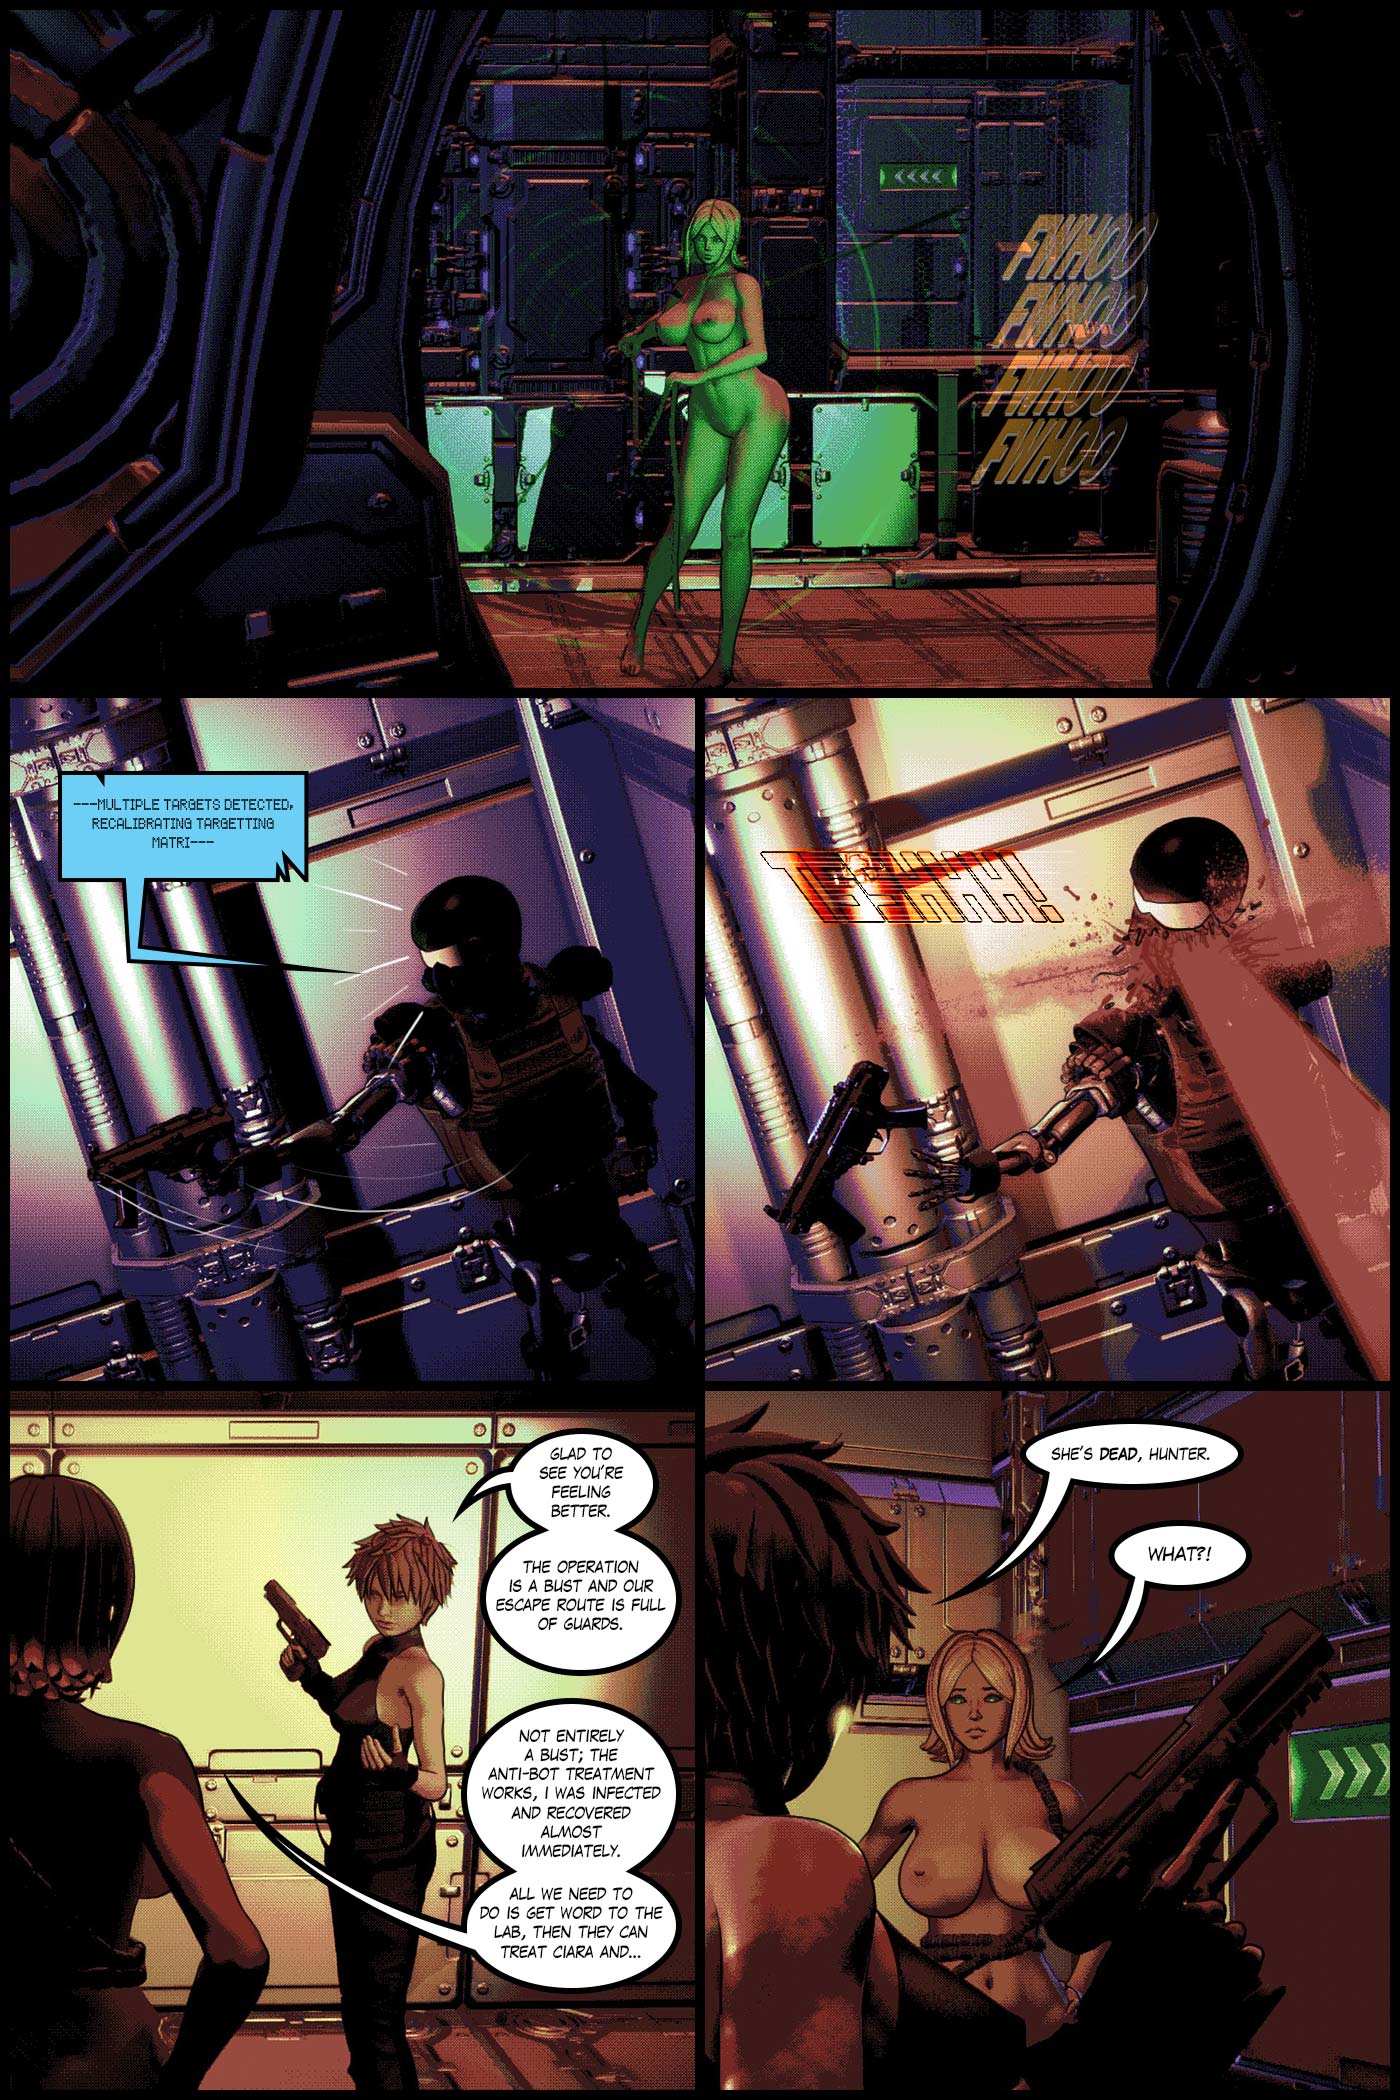 FWHOO
FWHOO
FWHOO
FWHOO
---MULTIPLE TARGETS DETECTED,
RECALIBRATING TARGETTING
MATRI---
GLAD TO
SEE YOU'RE
FEELING
BETTER.
THE OPERATION
IS A BUST AND OUR
ESCAPE ROUTE IS FULL
OF GUARDS.
NOT ENTIRELY
A BUST; THE
ANTI-BOT TREATMENT
WORKS, I WAS INFECTED
AND RECOVERED
ALMOST
IMMEDIATELY.
ALL WE NEED TO
DO IS GET WORD TO THE
LAB, THEN THEY CAN
TREAT CIARA AND...
SHE'S DEAD, HUNTER.
WHAT?!